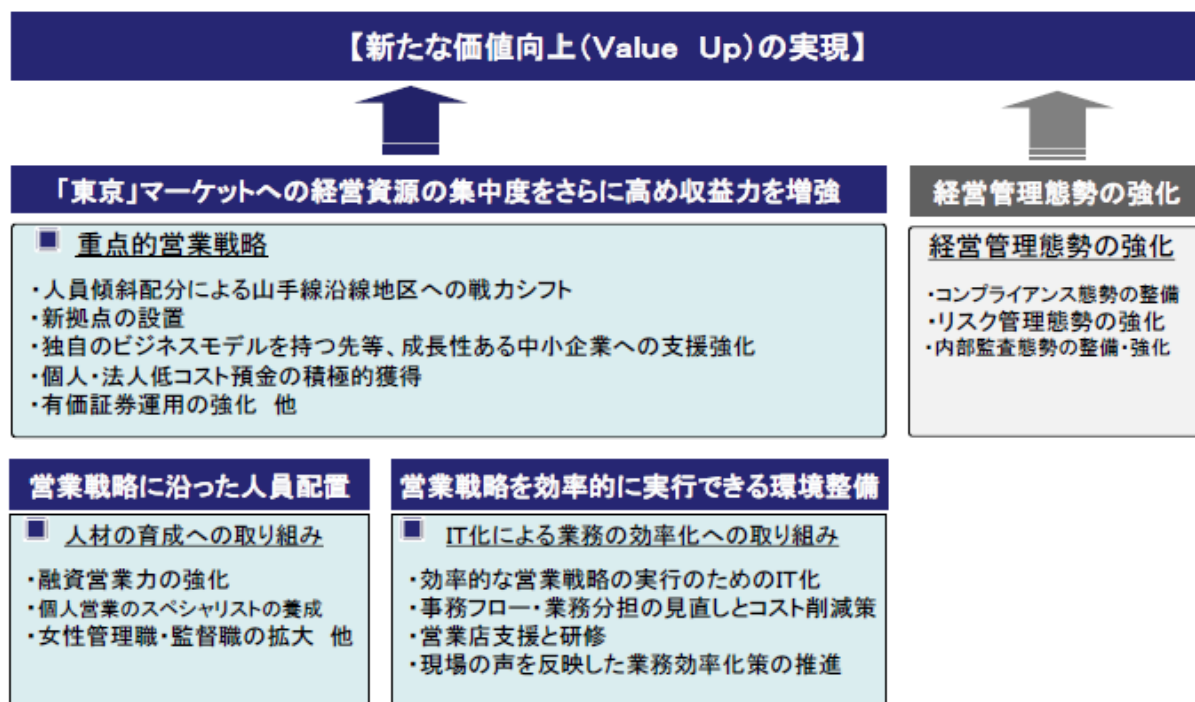 【新たな価値向上(Value Up)の実現】
「東京」マーケットへの経営資源の集中度をさらに高め収益力を増強
重点的営業戦略
・人員傾斜配分による山手線沿線地区への戦力シフト
・新拠点の設置
・独自のビジネスモデルを持つ先等、成長性ある中小企業への支援強化
・個人・法人低コスト預金の積極的獲得
・有価証券運用の強化 他
経営管理態勢の強化
経営管理態勢の強化
・コンプライアンス態勢の整備
・リスク管理態勢の強化
・内部監査態勢の整備・強化
営業戦略に沿った人員配置
人材の育成への取り組み
・融資営業力の強化
・個人営業のスペシャリストの養成
・女性管理職・監督職の拡大 他
営業戦略を効率的に実行できる環境整備
IT化による業務の効率化への取り組み
・効率的な営業戦略の実行のためのIT化
・事務フロー・業務分担の見直しとコスト削減策
・営業店支援と研修
・現場の声を反映した業務効率化策の推進